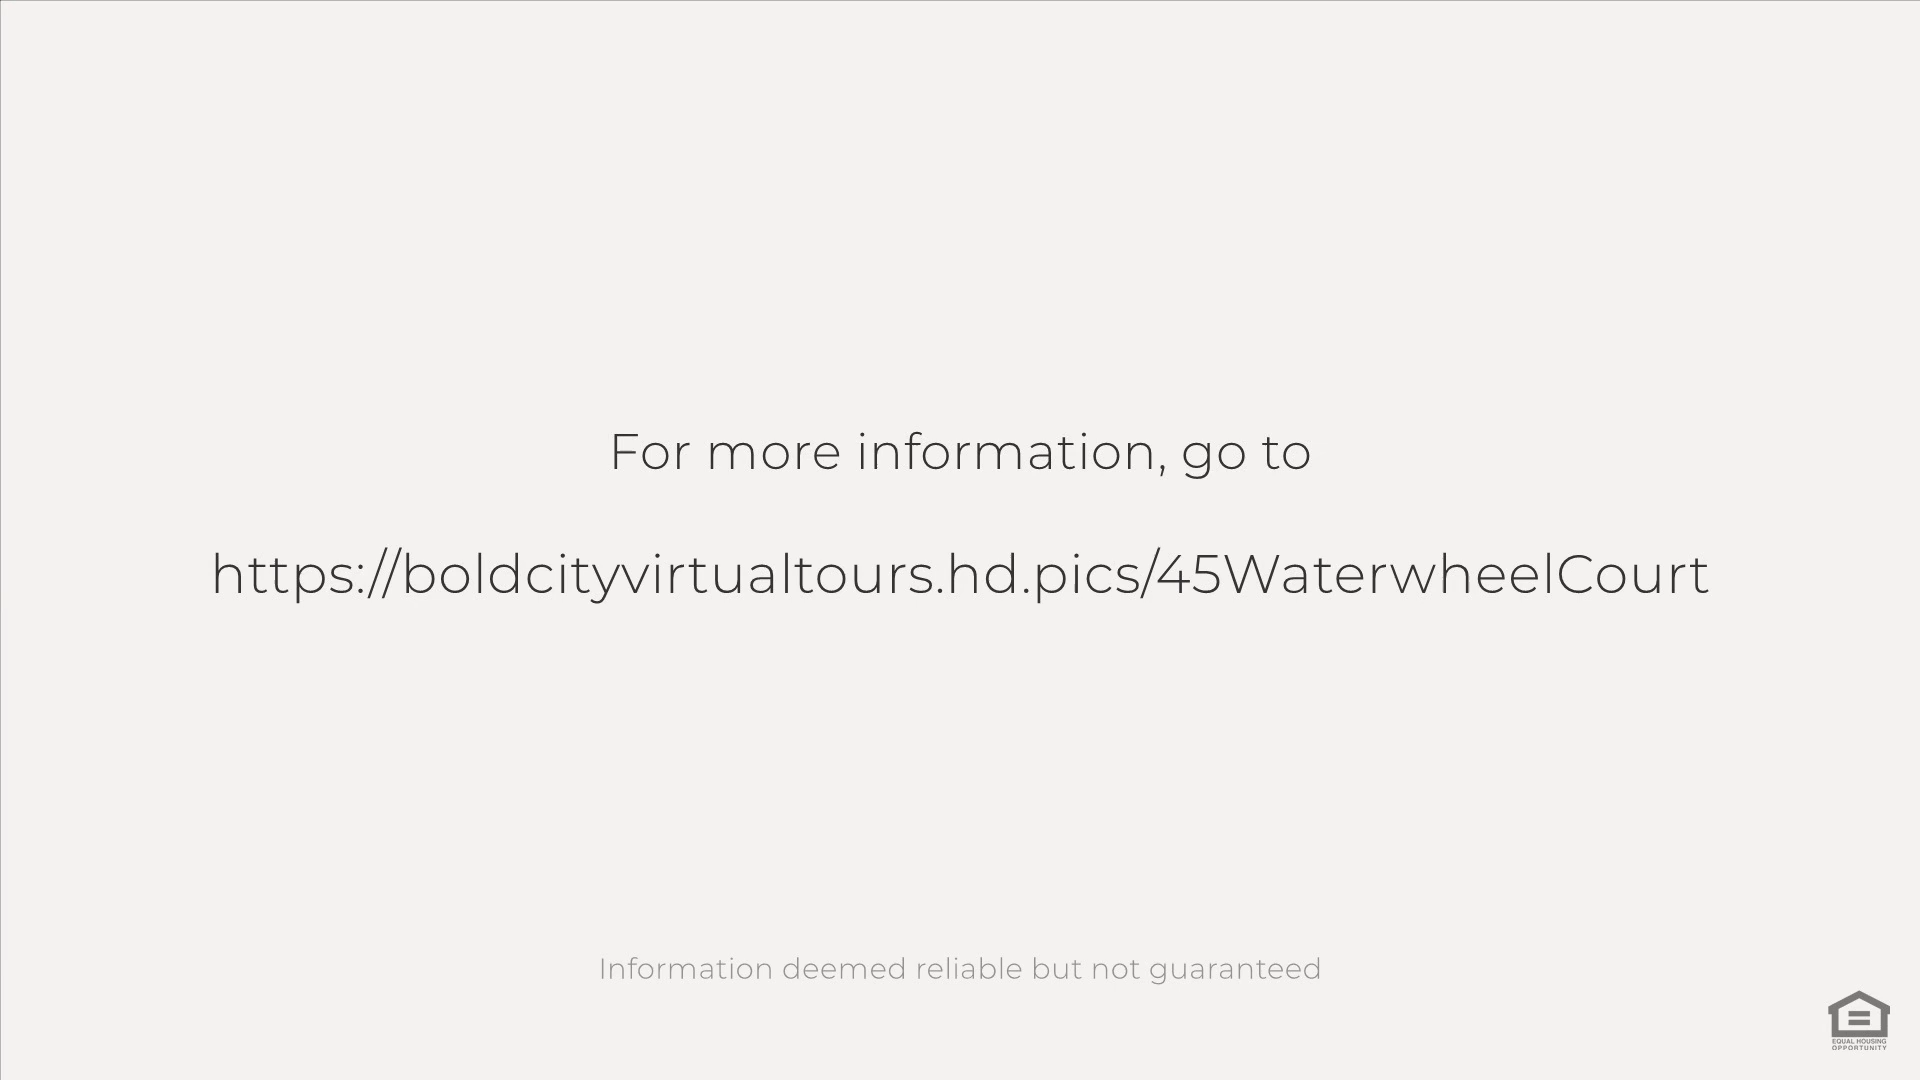 For more information, go to
https://boldcityvirtualtours.hd.pics/45WaterwheelCourt
Information deemed reliable but not guaranteed
EQUAL HOUSING
OPPORTUNITY